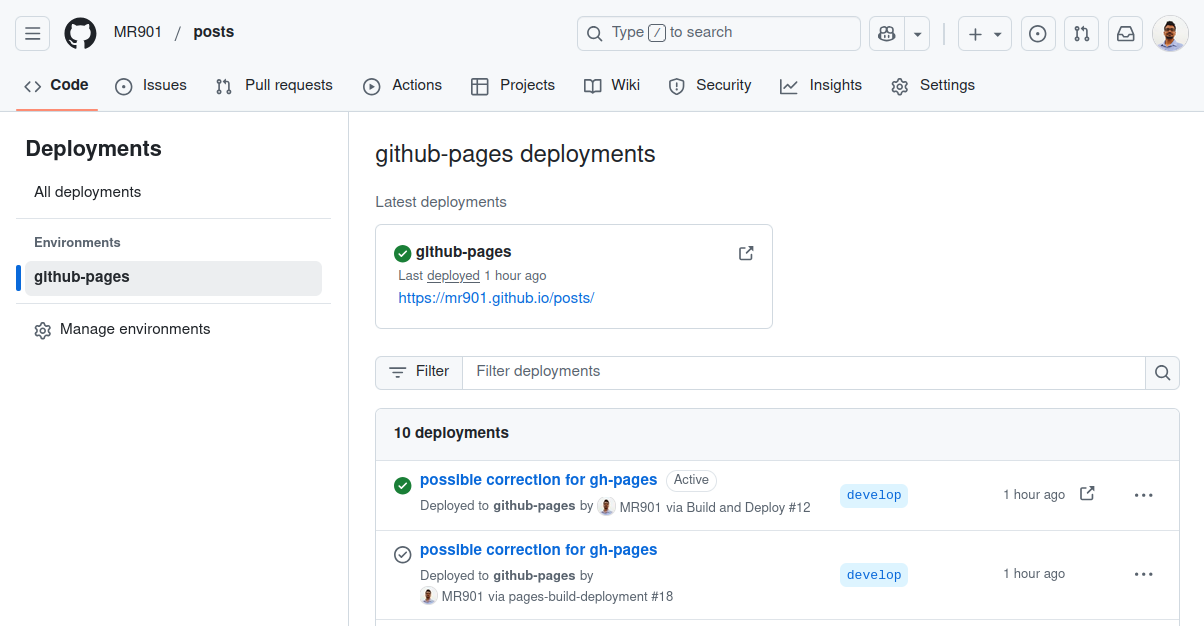 MR901 / posts
Type / to search
Code Issues Pull requests Actions Projects Wiki Security Insights Settings
Deployments
All deployments
Environments
github-pages
Manage environments
github-pages deployments
Latest deployments
github-pages
Last deployed 1 hour ago
https://mr901.github.io/posts/
Filter Filter deployments
10 deployments
possible correction for gh-pages Active
Deployed to github-pages by MR901 via Build and Deploy #12
develop
1 hour ago
possible correction for gh-pages
Deployed to github-pages by
MR901 via pages-build-deployment #18
develop
1 hour ago